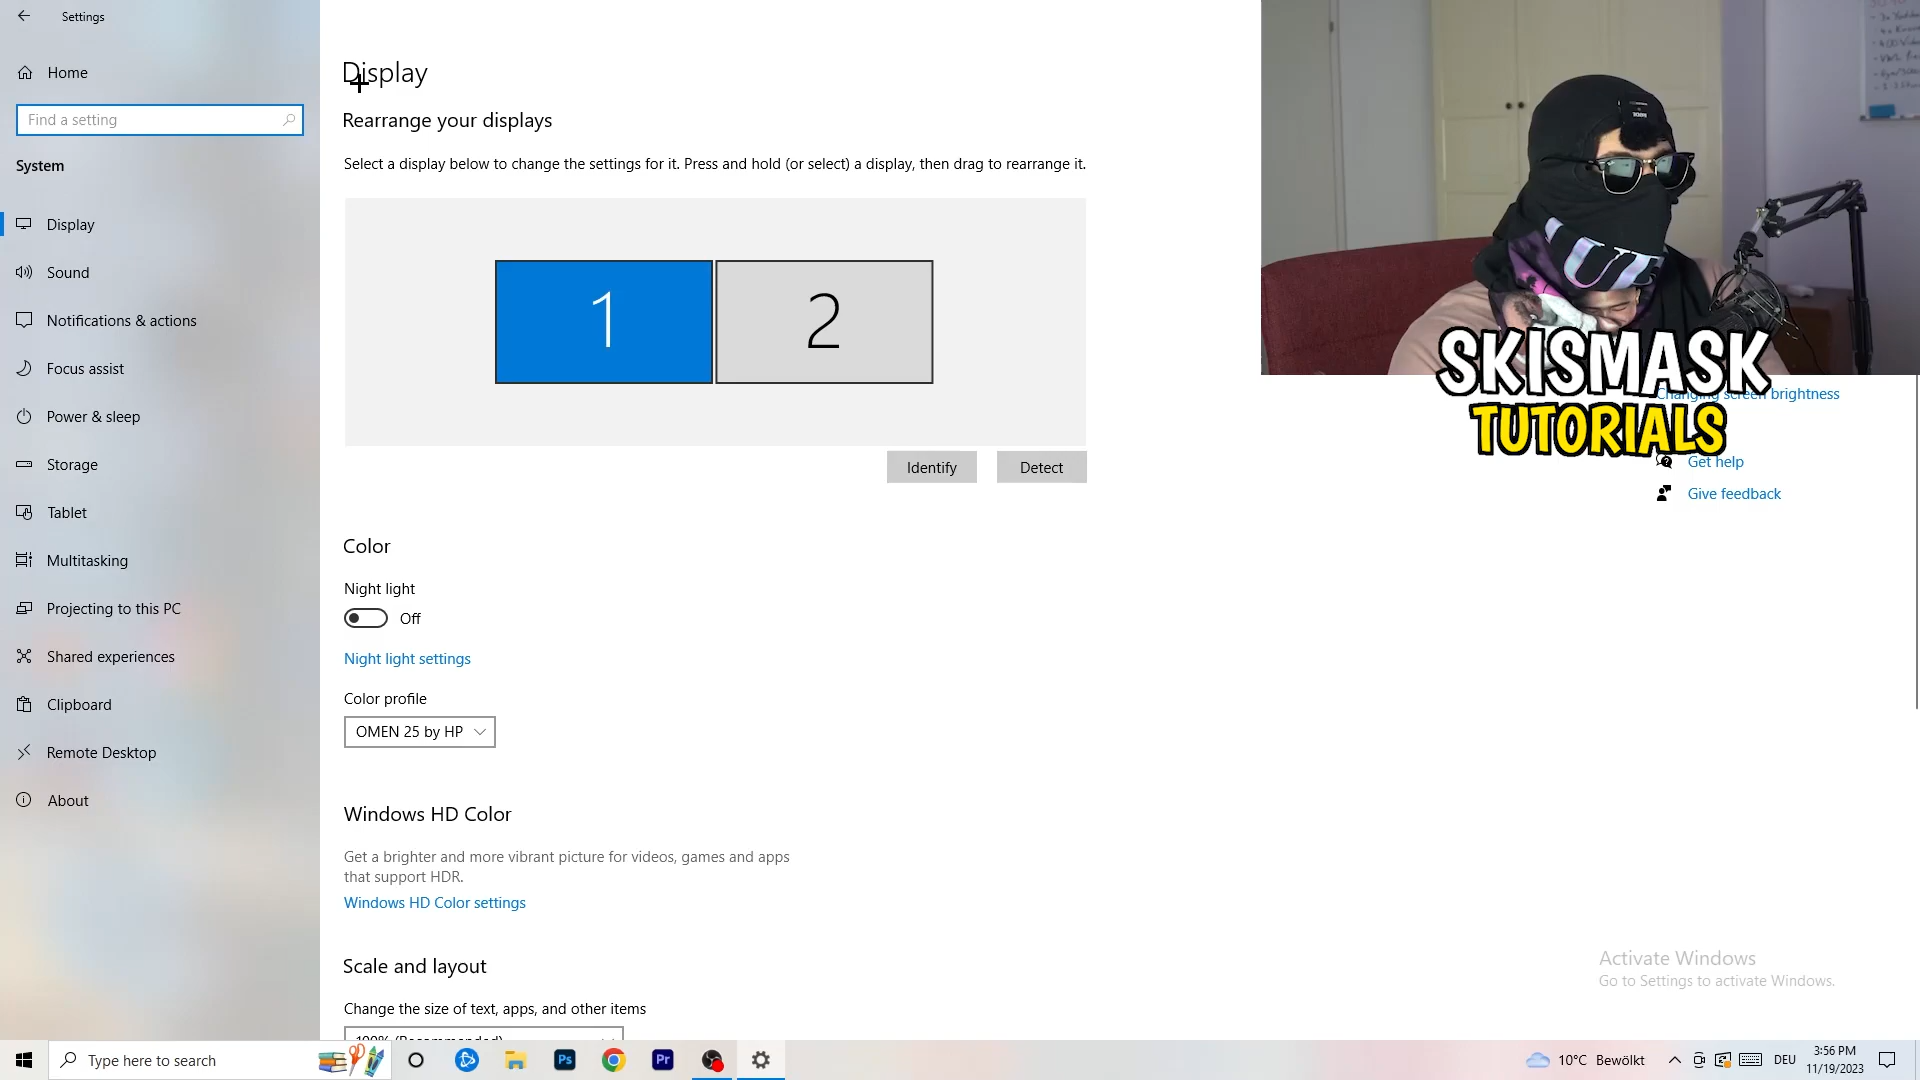 Settings
Home
Find a setting
System
Display
Sound
Notifications & actions
Focus assist
Power & sleep
Storage
Tablet
Multitasking
Projecting to this PC
Shared experiences
Clipboard
Remote Desktop
About
Display
Rearrange your displays
Select a display below to change the settings for it. Press and hold (or select) a display, then drag to rearrange it.
1
2
Identify
Detect
Color
Night light
Off
Night light settings
Color profile
OMEN 25 by HP
Windows HD Color
Get a brighter and more vibrant picture for videos, games and apps
that support HDR.
Windows HD Color settings
Scale and layout
Change the size of text, apps, and other items
100% (Recommended)
SKISMASK
TUTORIALS
Changing screen brightness
Get help
Give feedback
Activate Windows
Go to Settings to activate Windows.
Type here to search
Ps
Pr
10°C Bewölkt
DEU
3:56 PM
11/19/2023